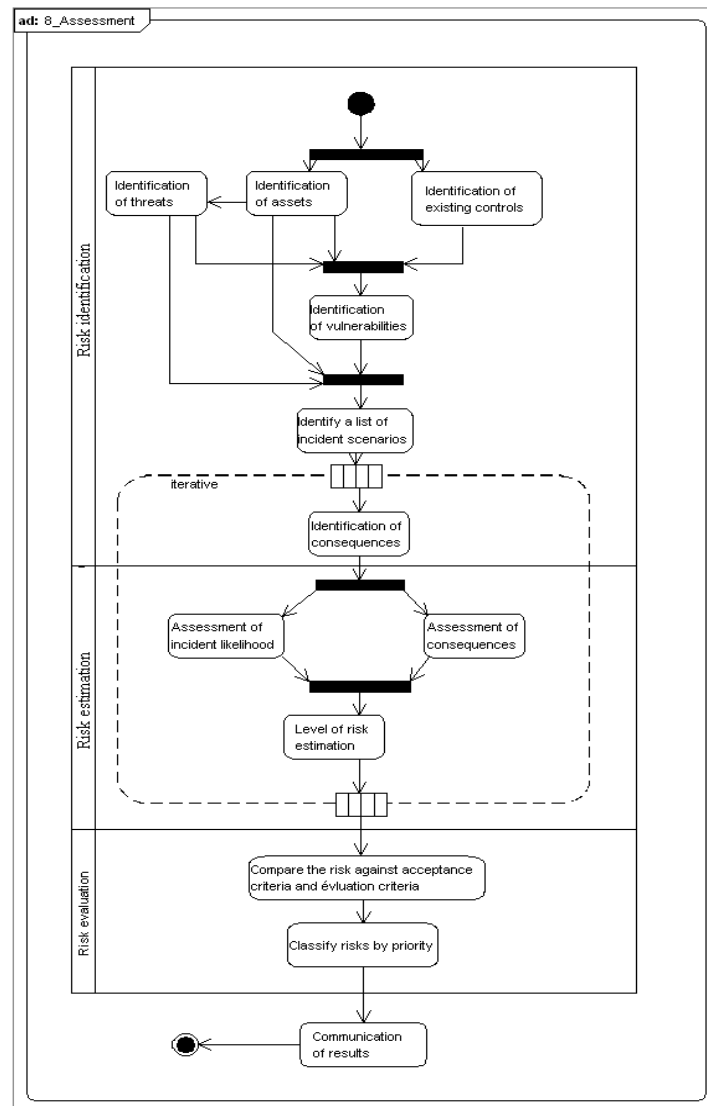 ad: 8_Assessment
Risk identification
Identification
of threats
Identification
of assets
Identification of
existing controls
Identification
of vulnerabilities
Identify a list of
incident scenarios
iterative
Identification of
consequences
Risk estimation
Assessment of
incident likelihood
Assessment of
consequences
Level of risk
estimation
Risk evaluation
Compare the risk against acceptance
criteria and évluation criteria
Classify risks by priority
Communication
of results